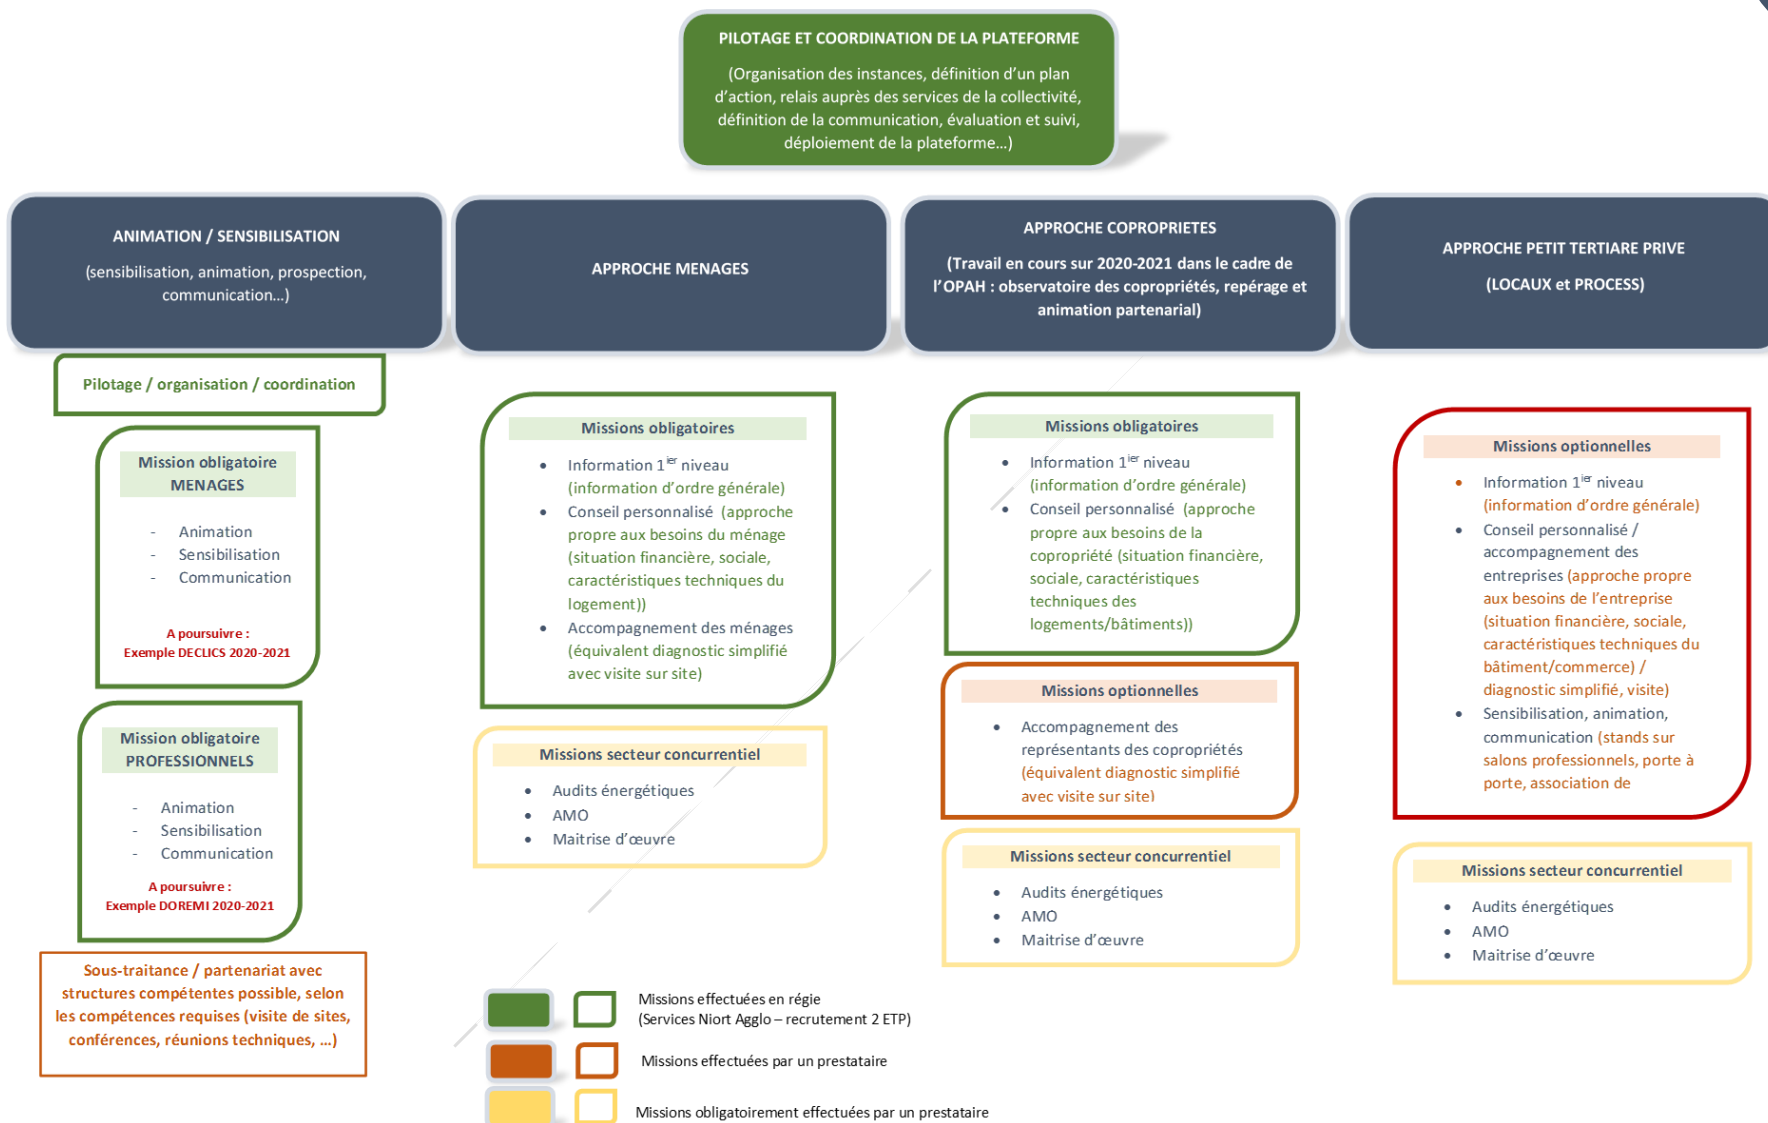 PILOTAGE ET COORDINATION DE LA PLATEFORME
(Organisation des instances, définition d’un plan
d’action, relais auprès des services de la collectivité,
définition de la communication, évaluation et suivi,
déploiement de la plateforme…)
ANIMATION / SENSIBILISATION
(sensibilisation, animation, prospection,
communication…)
APPROCHE MENAGES
APPROCHE COPROPRIETES
(Travail en cours sur 2020-2021 dans le cadre de
l’OPAH : observatoire des copropriétés, repérage et
animation partenarial)
APPROCHE PETIT TERTIARE PRIVE
(LOCAUX et PROCESS)
Pilotage / organisation / coordination
Mission obligatoire
MENAGES
- Animation
- Sensibilisation
- Communication
A poursuivre :
Exemple DECLICS 2020-2021
Mission obligatoire
PROFESSIONNELS
- Animation
- Sensibilisation
- Communication
A poursuivre :
Exemple DOREMI 2020-2021
Sous-traitance / partenariat avec
structures compétentes possible, selon
les compétences requises (visite de sites,
conférences, réunions techniques, …)
Missions obligatoires
• Information 1ier niveau
(information d’ordre générale)
• Conseil personnalisé (approche
propre aux besoins du ménage
(situation financière, sociale,
caractéristiques techniques du
logement))
• Accompagnement des ménages
(équivalent diagnostic simplifié
avec visite sur site)
Missions secteur concurrentiel
• Audits énergétiques
• AMO
• Maitrise d’œuvre
Missions obligatoires
• Information 1ier niveau
(information d’ordre générale)
• Conseil personnalisé (approche
propre aux besoins de la
copropriété (situation financière,
sociale, caractéristiques
techniques des
logements/bâtiments))
Missions optionnelles
• Accompagnement des
représentants des copropriétés
(équivalent diagnostic simplifié
avec visite sur site)
Missions secteur concurrentiel
• Audits énergétiques
• AMO
• Maitrise d’œuvre
Missions optionnelles
• Information 1ier niveau
(information d’ordre générale)
• Conseil personnalisé /
accompagnement des
entreprises (approche propre
aux besoins de l’entreprise
(situation financière, sociale,
caractéristiques techniques du
bâtiment/commerce) /
diagnostic simplifié, visite)
• Sensibilisation, animation,
communication (stands sur
salons professionnels, porte à
porte, association de
Missions secteur concurrentiel
• Audits énergétiques
• AMO
• Maitrise d’œuvre
Missions effectuées en régie
(Services Niort Agglo – recrutement 2 ETP)
Missions effectuées par un prestataire
Missions obligatoirement effectuées par un prestataire